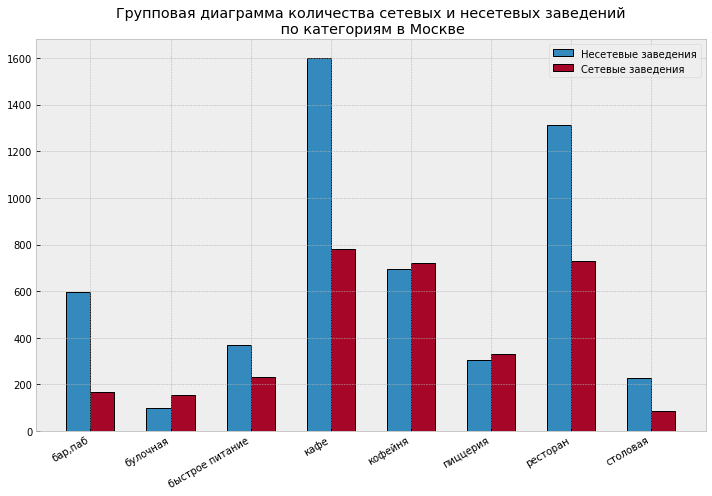 Групповая диаграмма количества сетевых и несетевых заведений
по категориям в Москве
Несетевые заведения
Сетевые заведения
1600
1400
1200
1000
800
600
400
200
0
бар,паб
булочная
быстрое питание
кафе
кофейня
пиццерия
ресторан
столовая